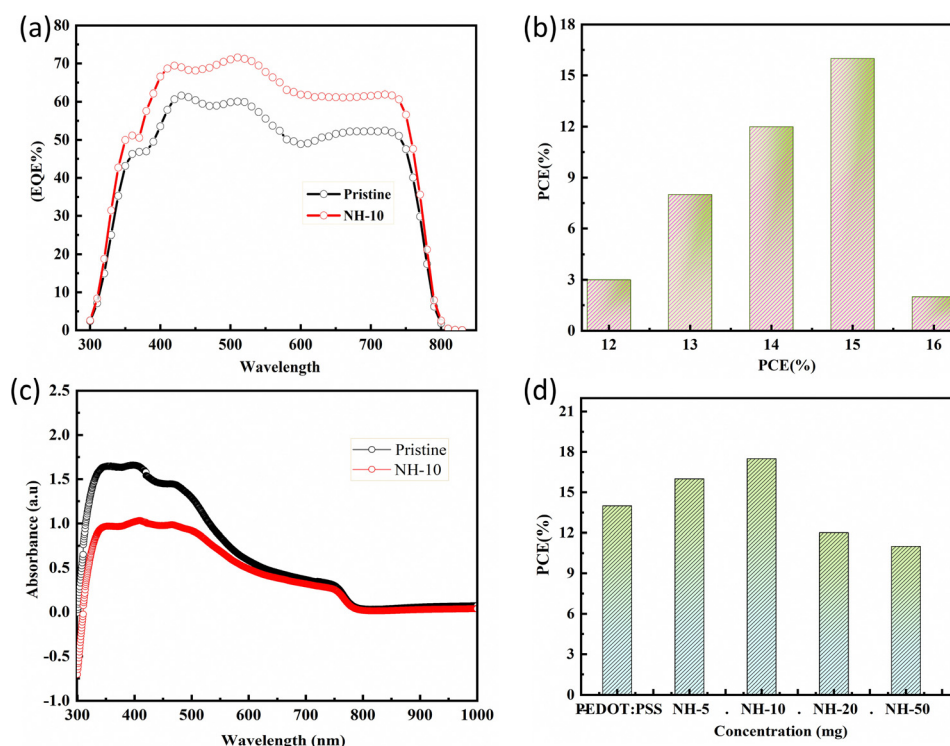 (a)
80
70
60
50
40
30
20
10
0
(EQE%)
Pristine
NH-10
300 400 500 600 700 800
Wavelength
(b)
18
15
12
9
6
3
0
PCE(%)
12 13 14 15 16
PCE(%)
(c)
2.5
2.0
1.5
1.0
0.5
0.0
-0.5
-1.0
Absorbance (a.u)
Pristine
NH-10
300 400 500 600 700 800 900 1000
Wavelength (nm)
(d)
21
18
15
12
9
6
3
0
PCE(%)
PEDOT:PSS NH-5 . NH-10 . NH-20 . NH-50
Concentration (mg)